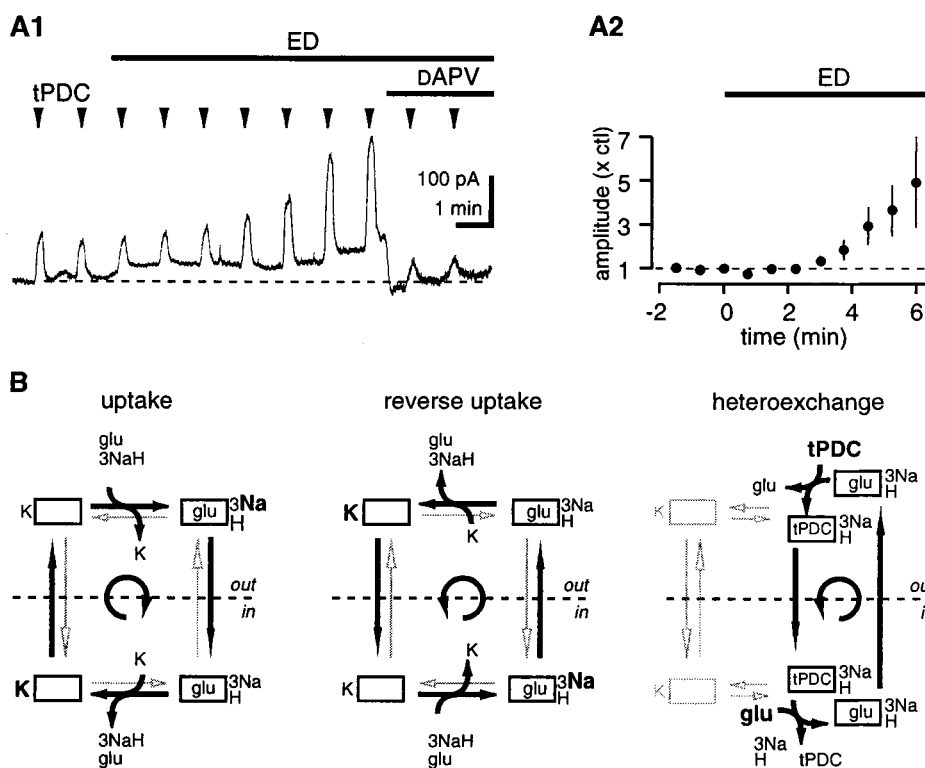 A1
ED
DAPV
tPDC
100 pA
1 min
A2
ED
amplitude (x ctl)
7
5
3
1
-2 0 2 4 6
time (min)
B
uptake
glu
3NaH
K
glu
3Na
H
K
out
in
K
K
glu
3Na
H
3NaH
glu
reverse uptake
glu
3NaH
K
glu
3Na
H
K
out
in
K
K
glu
3Na
H
3NaH
glu
heteroexchange
tPDC
glu
glu
3Na
H
K
tPDC
3Na
H
out
in
K
tPDC
3Na
H
glu
glu
3Na
H
3Na
H
tPDC